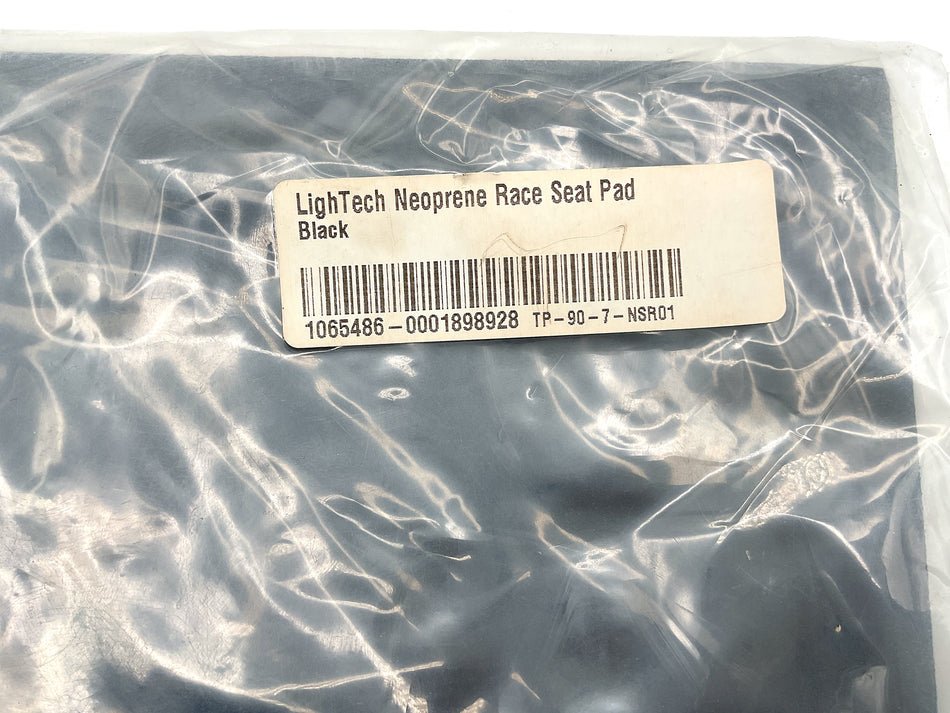 LighTech Neoprene Race Seat Pad
Black
1065486-0001898928 TP-90-7-NSR01